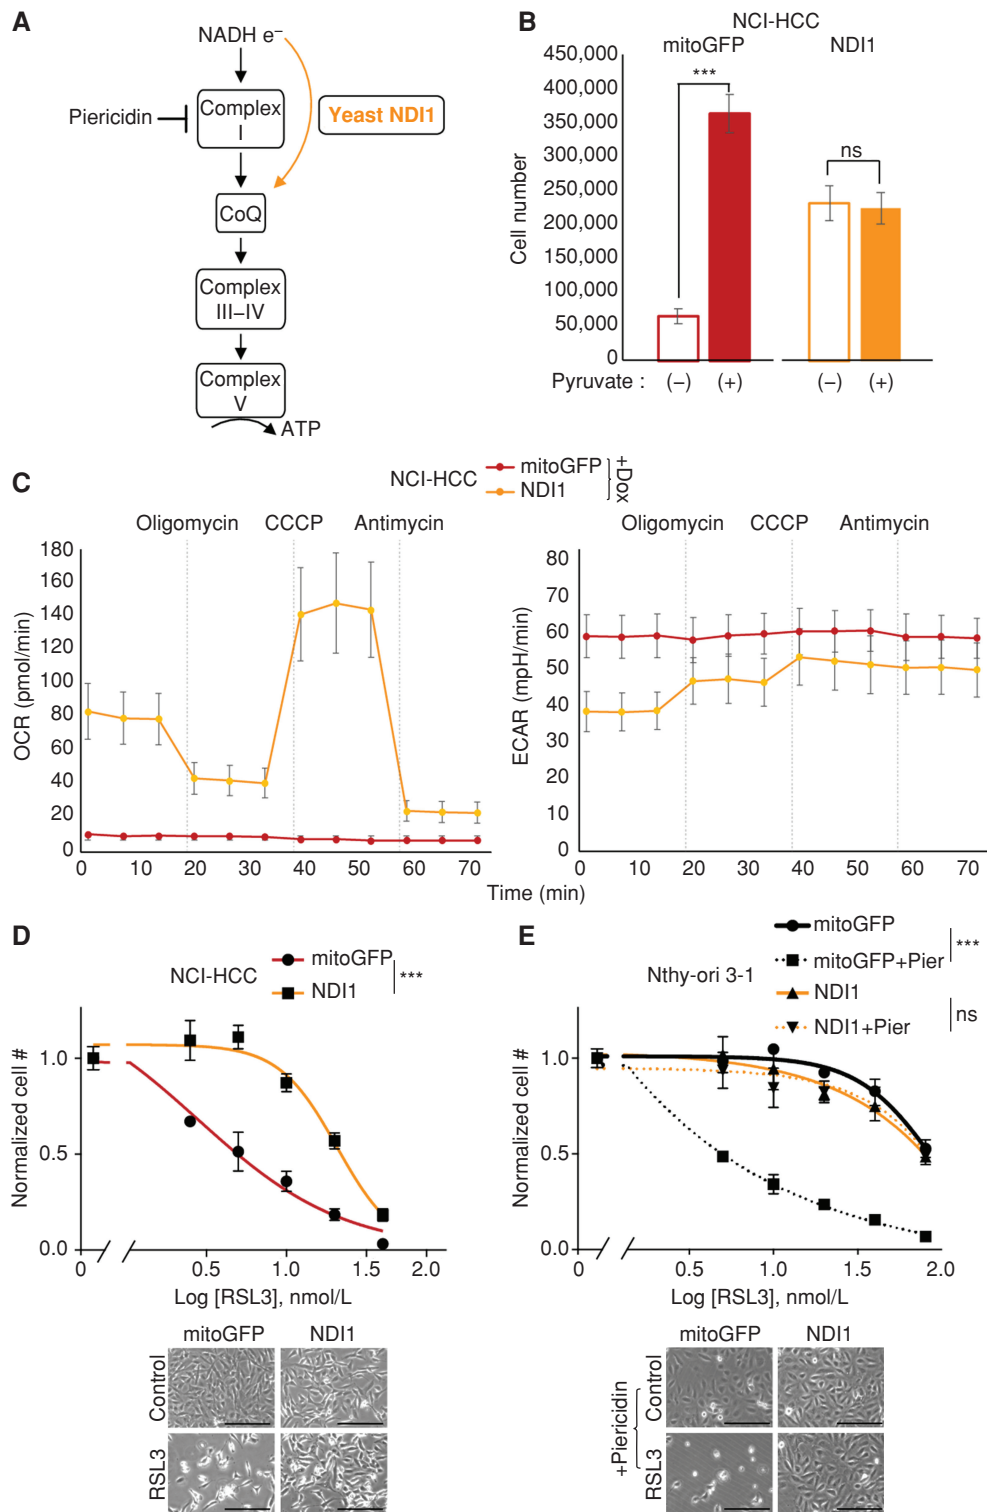 A
NADH e–
Piericidin
Complex
I
Yeast NDI1
CoQ
Complex
III–IV
Complex
V
ATP
B
NCI-HCC
mitoGFP
NDI1
Cell number
450,000
400,000
350,000
300,000
250,000
200,000
150,000
100,000
50,000
0
***
ns
Pyruvate :
(–)
(+)
(–)
(+)
C
NCI-HCC
mitoGFP
NDI1
+Dox
Oligomycin
CCCP
Antimycin
OCR (pmol/min)
180
160
140
120
100
80
60
40
20
0
0
10
20
30
40
50
60
70
Oligomycin
CCCP
Antimycin
ECAR (mpH/min)
80
70
60
50
40
30
20
10
0
0
10
20
30
40
50
60
70
Time (min)
D
NCI-HCC
mitoGFP
NDI1
***
Normalized cell #
1.0
0.5
0.0
0
0.5
1.0
1.5
2.0
Log [RSL3], nmol/L
mitoGFP
NDI1
Control
RSL3
E
Nthy-ori 3-1
mitoGFP
mitoGFP+Pier
***
NDI1
NDI1+Pier
ns
Normalized cell #
1.0
0.5
0.0
0
0.5
1.0
1.5
2.0
Log [RSL3], nmol/L
mitoGFP
NDI1
+Piericidin
Control
RSL3